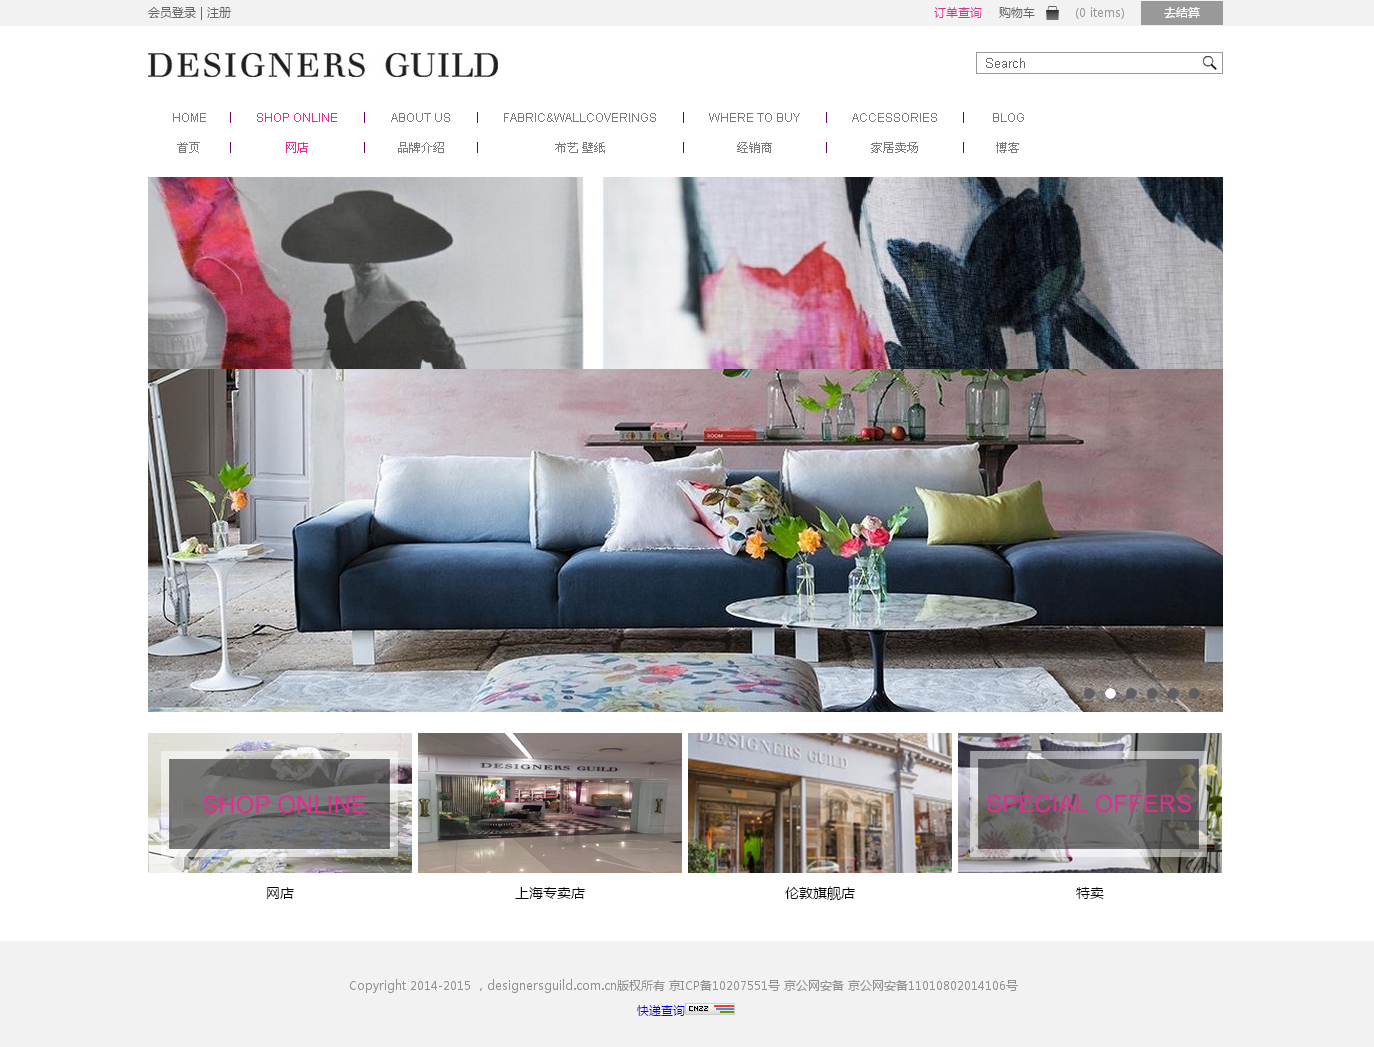 会员登录 | 注册
订单查询 购物车 (0 items) 去结算
DESIGNERS GUILD
Search
HOME SHOP ONLINE ABOUT US FABRIC&WALLCOVERINGS WHERE TO BUY ACCESSORIES BLOG
首页 网店 品牌介绍 布艺 壁纸 经销商 家居卖场 博客
ROOM
DESIGNERS GUILD
DESIGNERS GUILD
SHOP ONLINE
SPECIAL OFFERS
网店 上海专卖店 伦敦旗舰店 特卖
Copyright 2014-2015 , designersguild.com.cn版权所有 京ICP备10207551号 京公网安备 京公网安备11010802014106号
快递查询 CNZZ